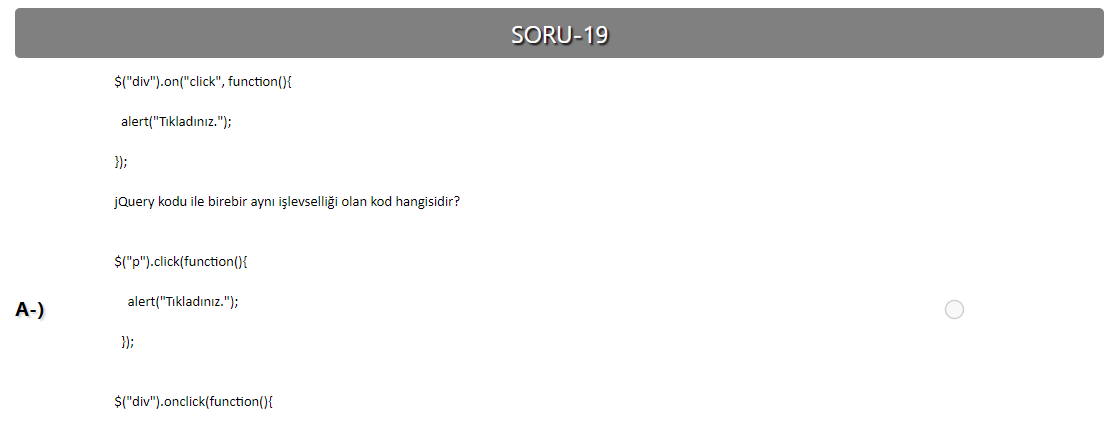 SORU-19
$("div").on("click", function(){
alert("Tıkladınız.");
});
jQuery kodu ile birebir aynı işlevselliği olan kod hangisidir?
$("p").click(function(){
alert("Tıkladınız.");
A-)
});
$("div").onclick(function(){